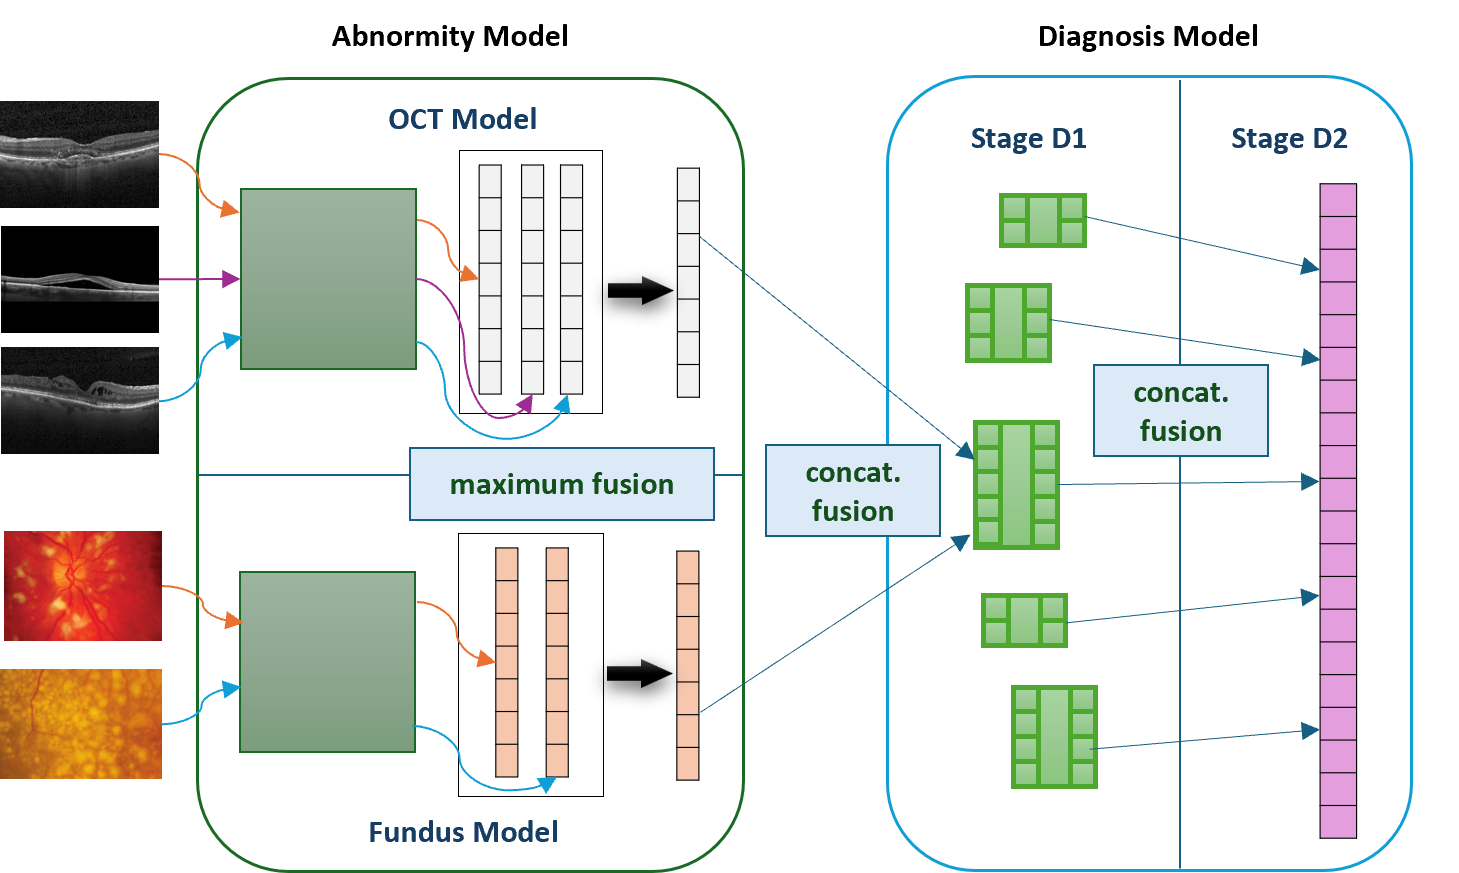 Abnormity Model
Diagnosis Model
OCT Model
Stage D1
Stage D2
concat.
fusion
maximum fusion
concat.
fusion
Fundus Model